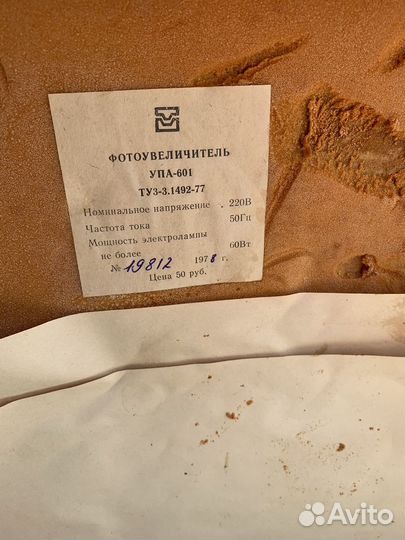 ФОТОУВЕЛИЧИТЕЛЬ
УПА-601
ТУ3-3.1492-77
Номинальное напряжение . 220В
Частота тока 50Гц
Мощность электролампы
не более 60Вт
№ 19812 1978 г.
Цена 50 руб.
Avito